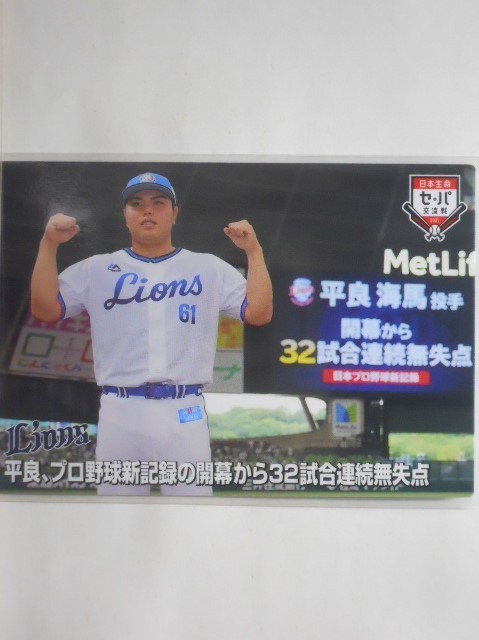 日本生命
セ・パ
交流戦
MetLife
平良 海馬 投手
開幕から
32試合連続無失点
日本プロ野球新記録
Lions
61
Lions
平良、プロ野球新記録の開幕から32試合連続無失点